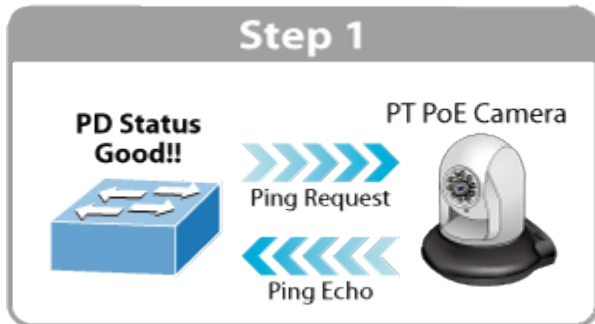 Step 1
PD Status
Good!!
PT PoE Camera
Ping Request
Ping Echo